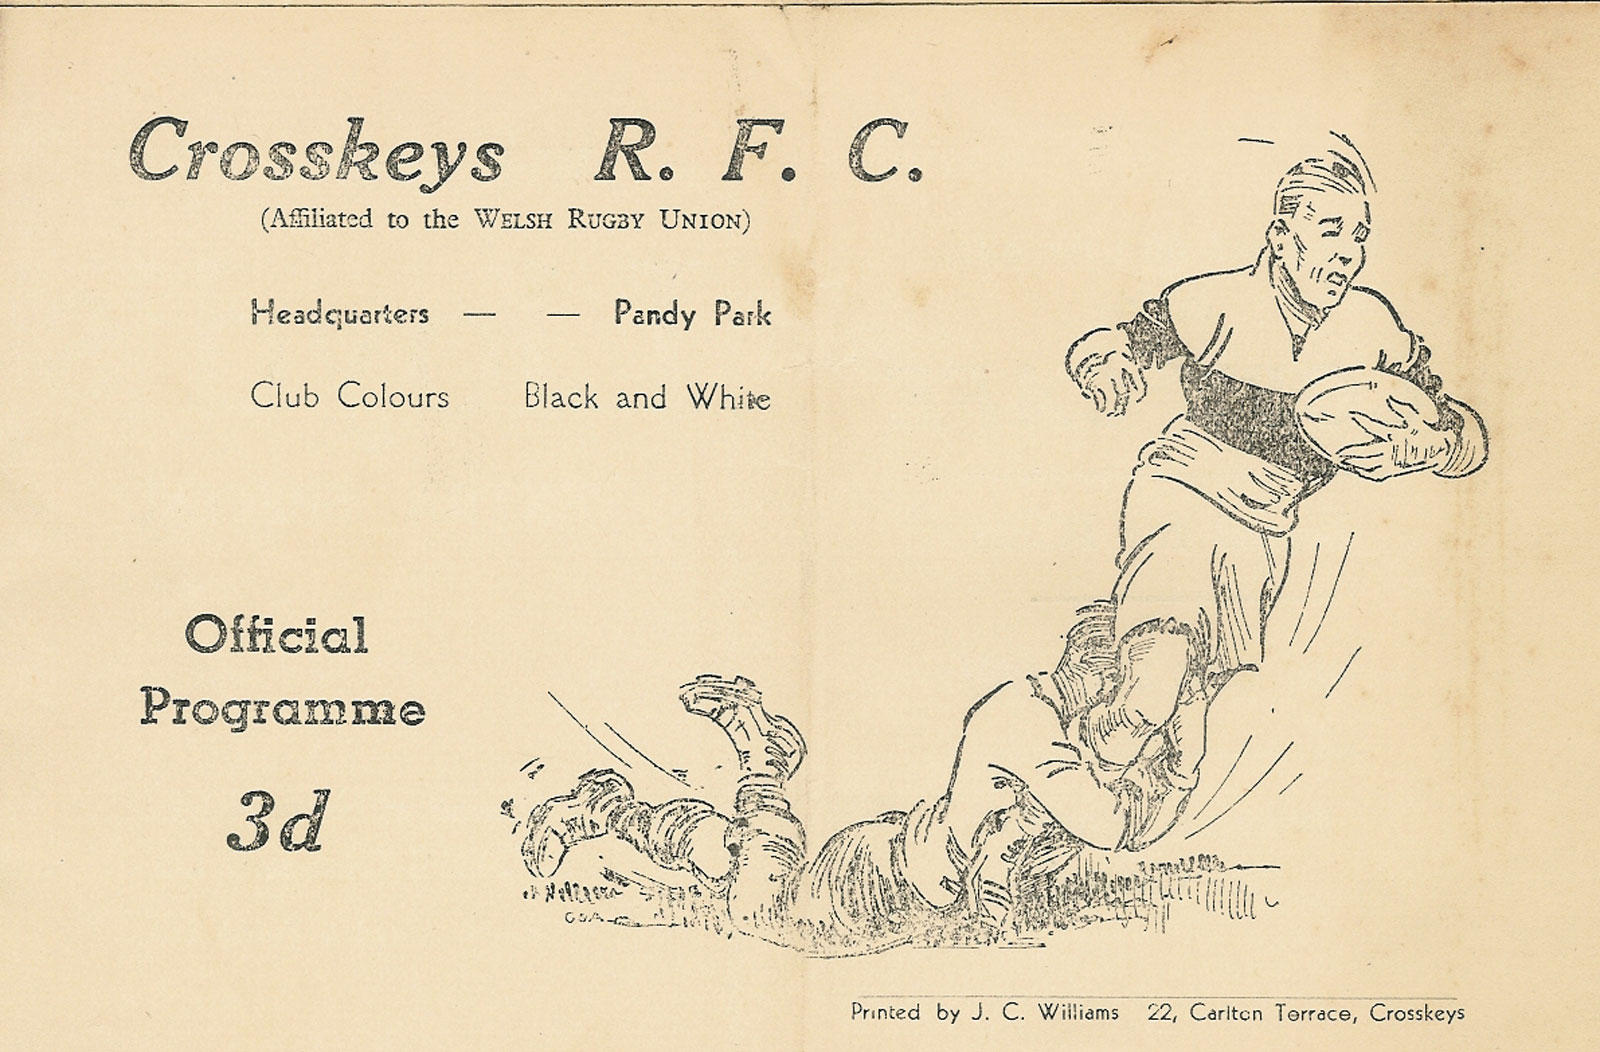 Crosskeys R. F. C.
(Affiliated to the WELSH RUGBY UNION)
Headquarters — — Pandy Park
Club Colours Black and White
Official
Programme
3d
Printed by J. C. Williams 22, Carlton Terrace, Crosskeys